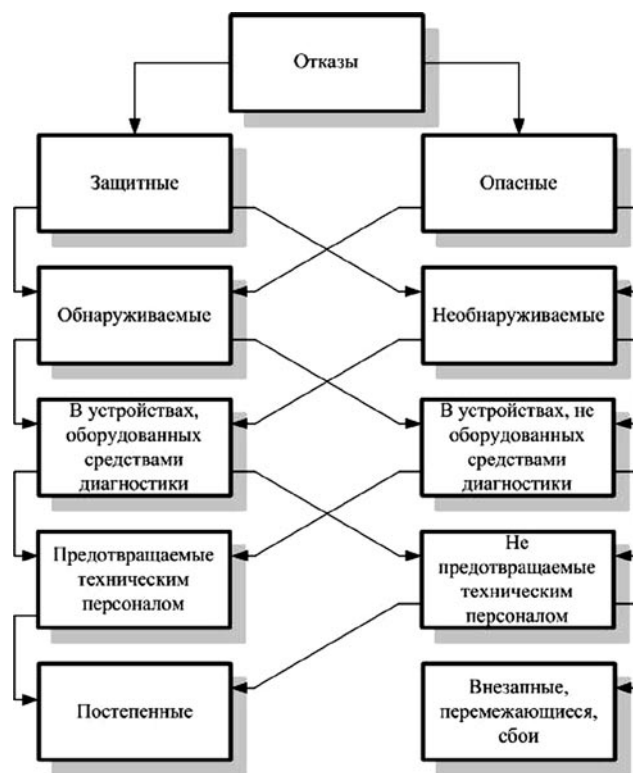 Отказы
Защитные
Опасные
Обнаруживаемые
Необнаруживаемые
В устройствах,
оборудованных
средствами
диагностики
В устройствах, не
оборудованных
средствами
диагностики
Предотвращаемые
техническим
персоналом
Не
предотвращаемые
техническим
персоналом
Постепенные
Внезапные,
перемежающиеся,
сбои